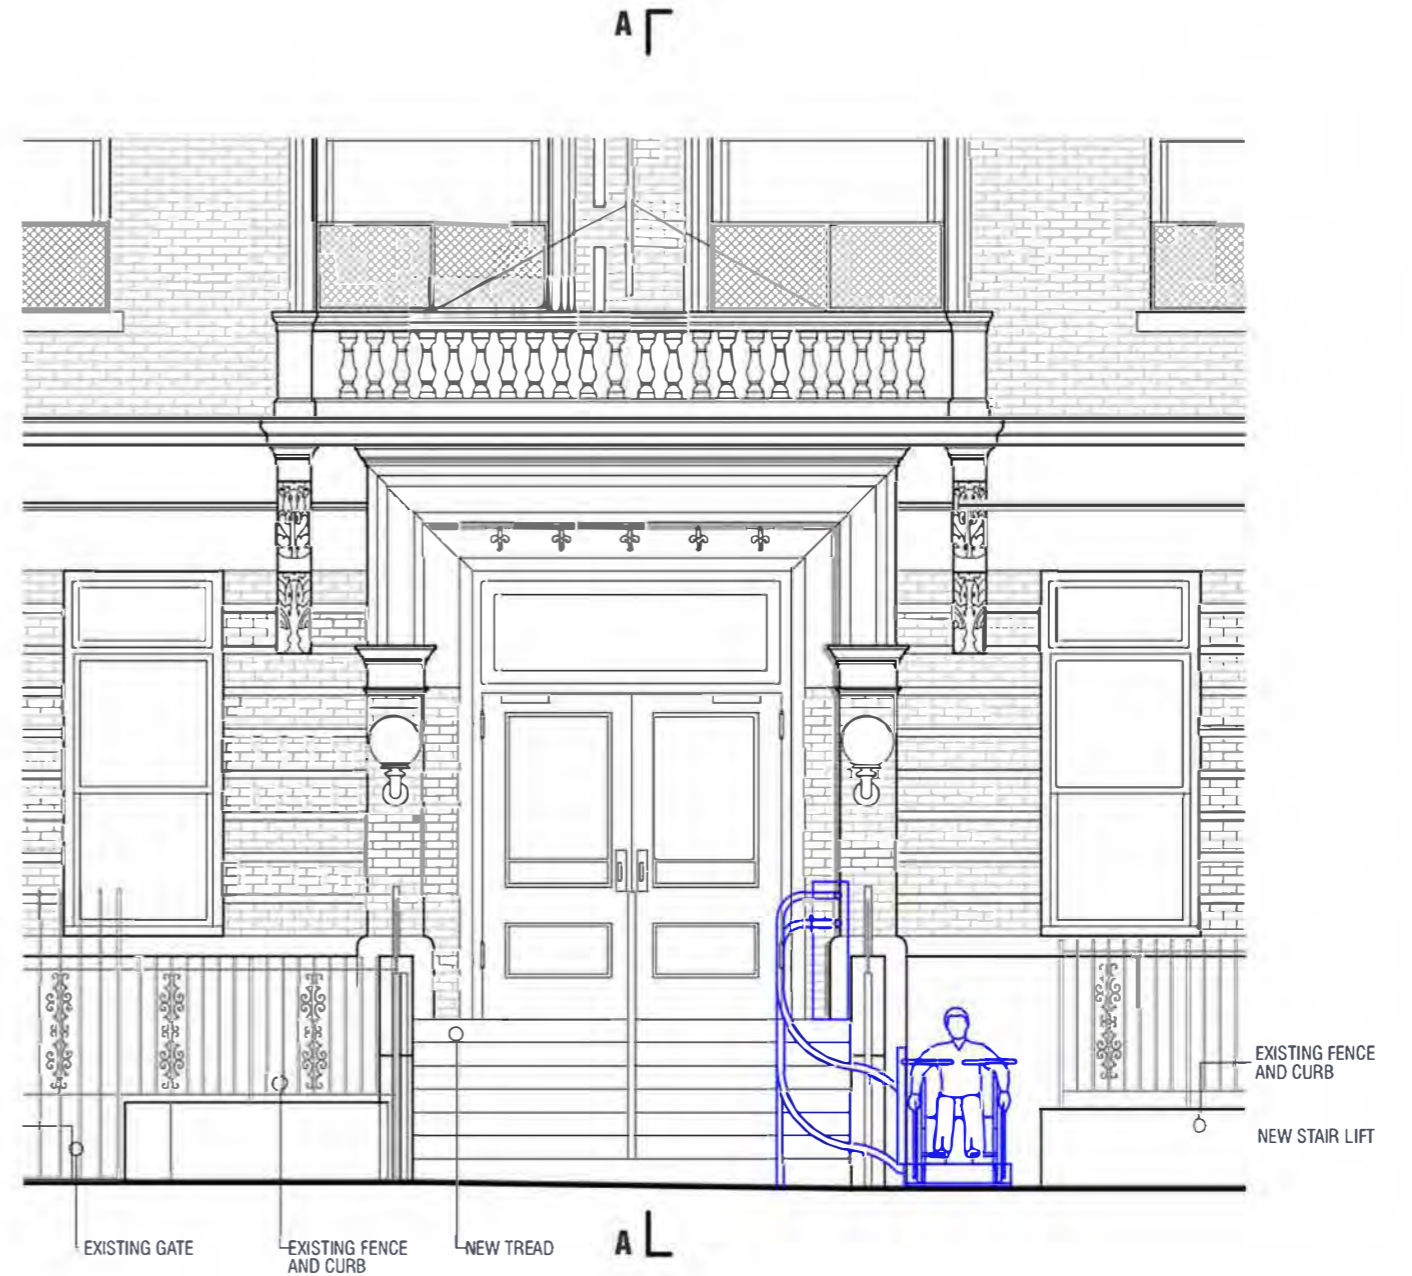 A
EXISTING FENCE
AND CURB
NEW STAIR LIFT
EXISTING GATE
EXISTING FENCE
AND CURB
NEW TREAD
A